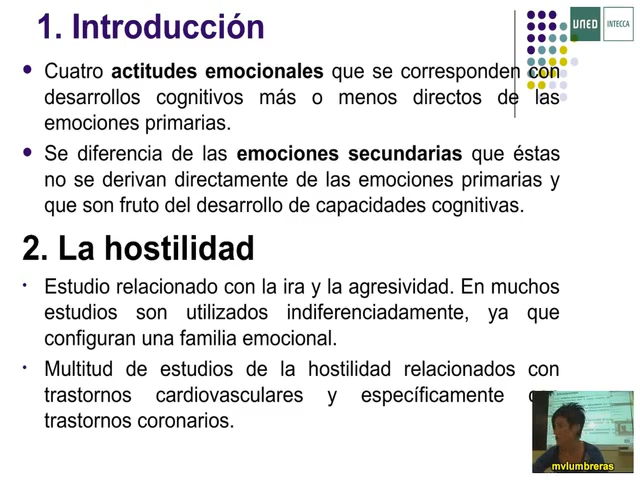 1. Introducción
UNED INTECCA
Cuatro actitudes emocionales que se corresponden con
desarrollos cognitivos más o menos directos de las
emociones primarias.
Se diferencia de las emociones secundarias que éstas
no se derivan directamente de las emociones primarias y
que son fruto del desarrollo de capacidades cognitivas.
2. La hostilidad
Estudio relacionado con la ira y la agresividad. En muchos
estudios son utilizados indiferenciadamente, ya que
configuran una familia emocional.
Multitud de estudios de la hostilidad relacionados con
trastornos cardiovasculares y específicamente
trastornos coronarios.
mvlumbreras